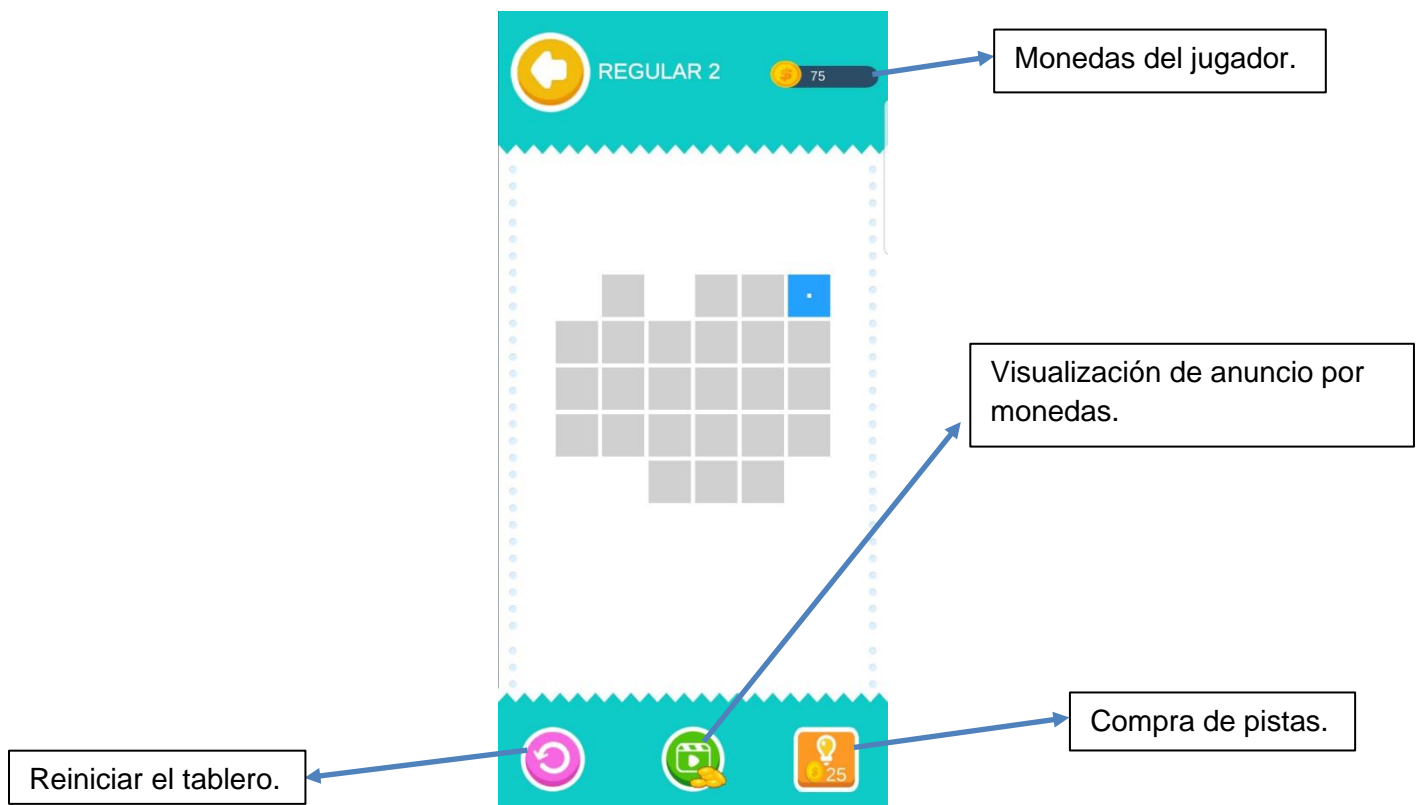 REGULAR 2
75
Monedas del jugador.
Visualización de anuncio por
monedas.
Compra de pistas.
25
Reiniciar el tablero.